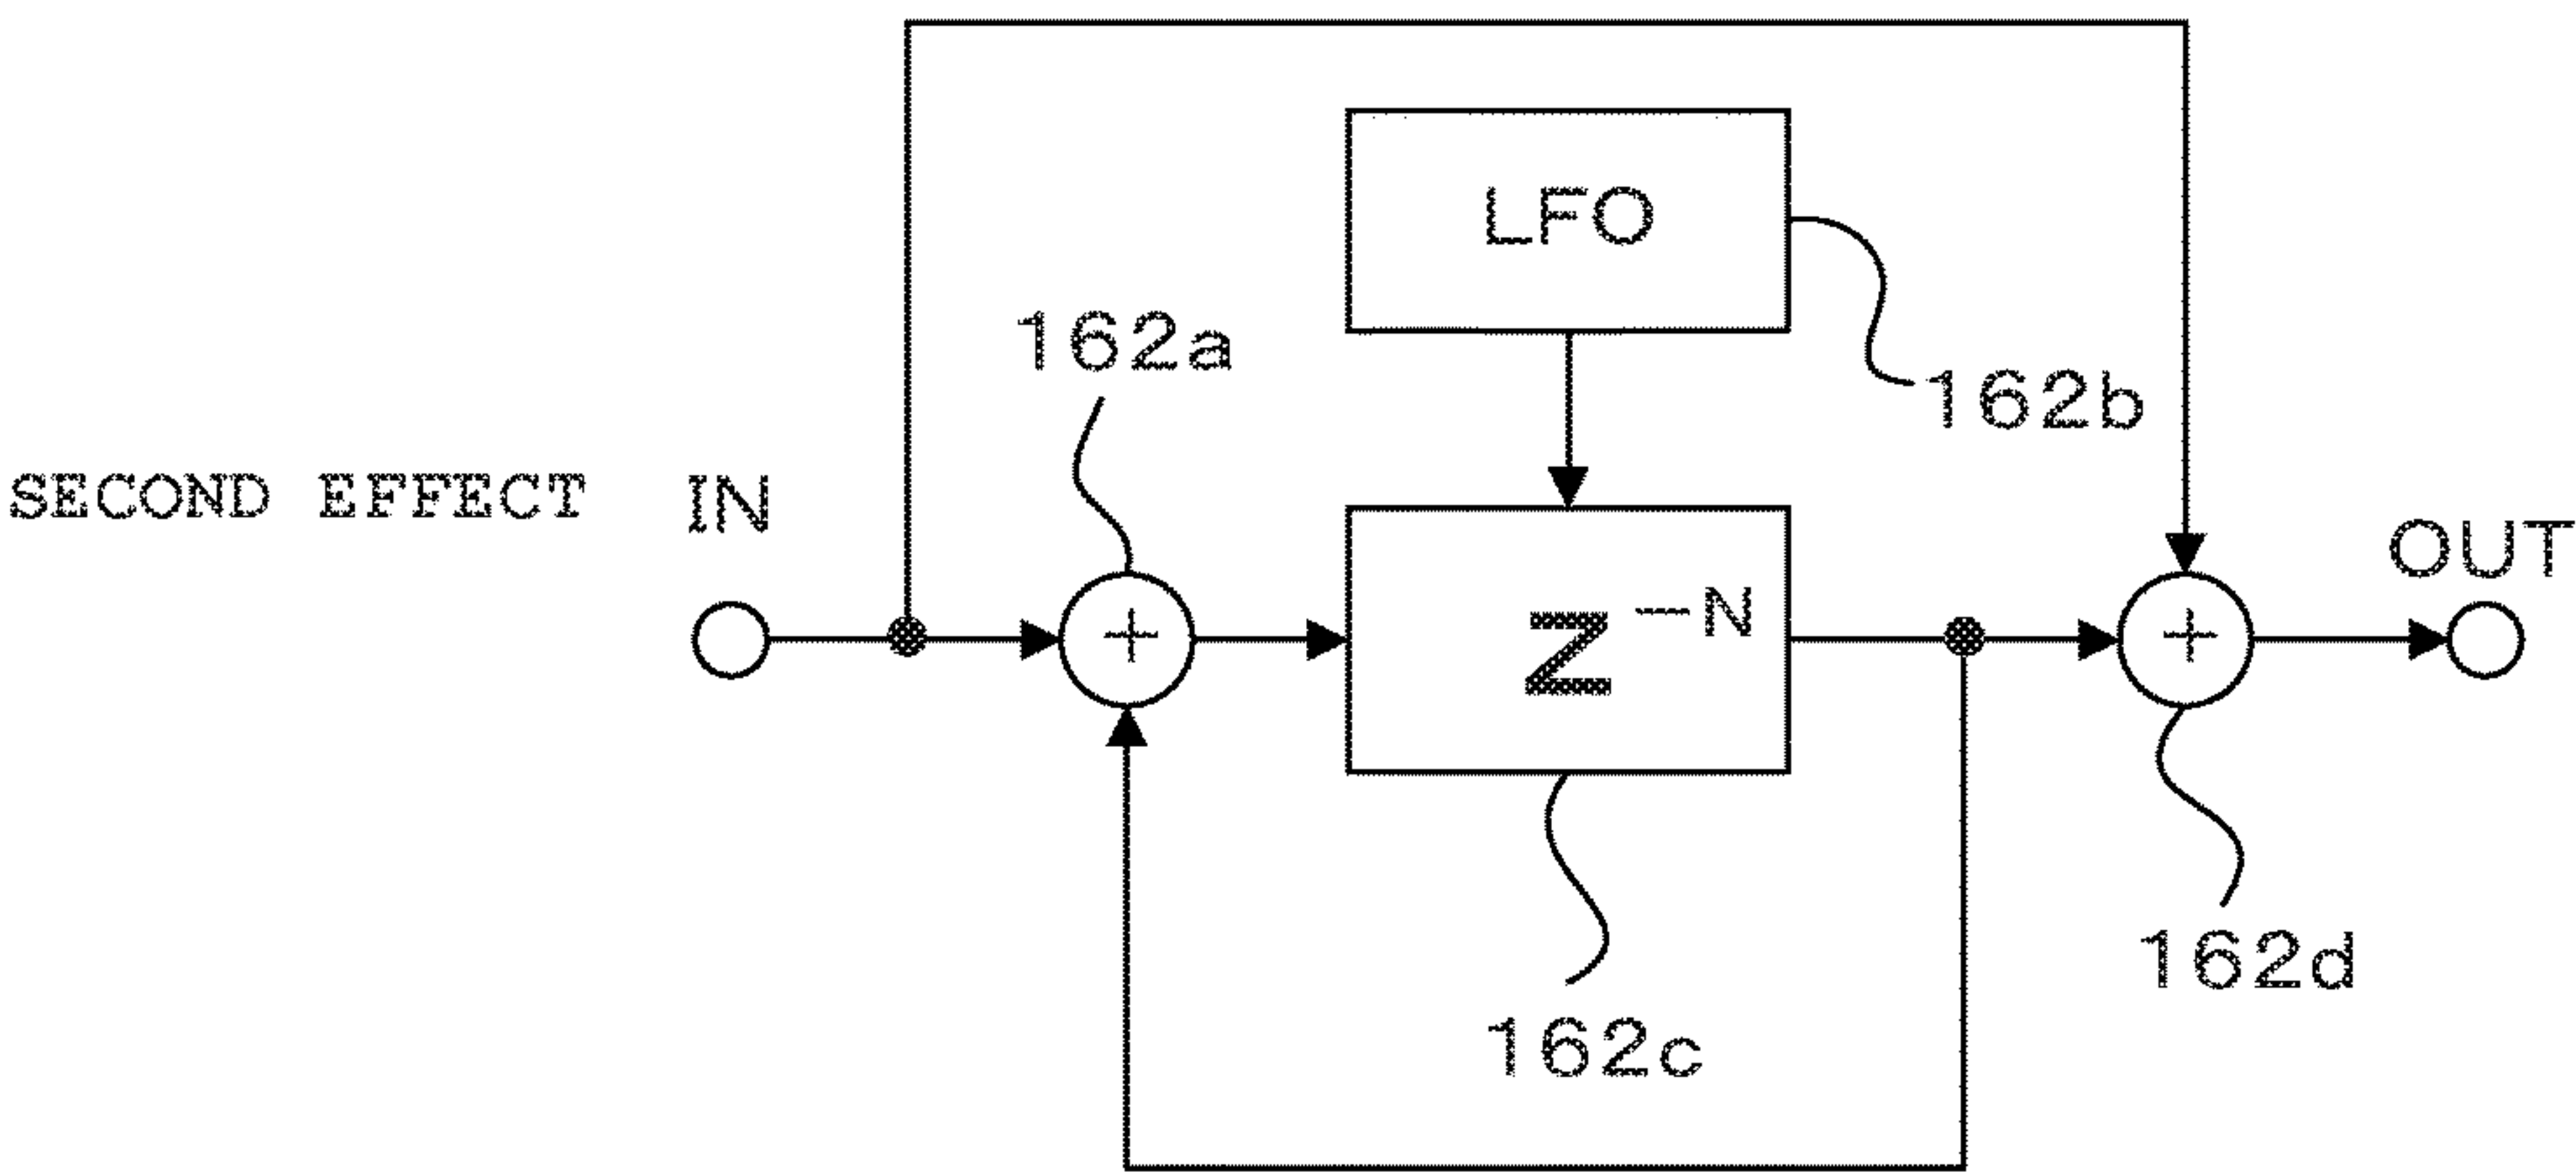 LFO
162a
162b
SECOND EFFECT IN
OUT
+
Z^-N
+
162d
162c